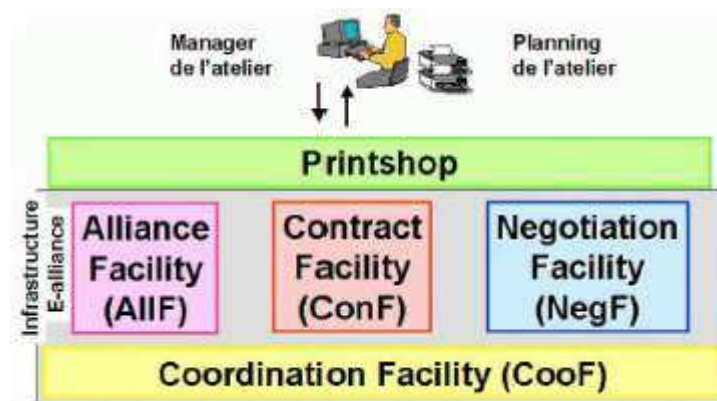 Manager
de l'atelier
Planning
de l'atelier
Printshop
Infrastructure
E-alliance
Alliance
Facility
(AllF)
Contract
Facility
(ConF)
Negotiation
Facility
(NegF)
Coordination Facility (CooF)